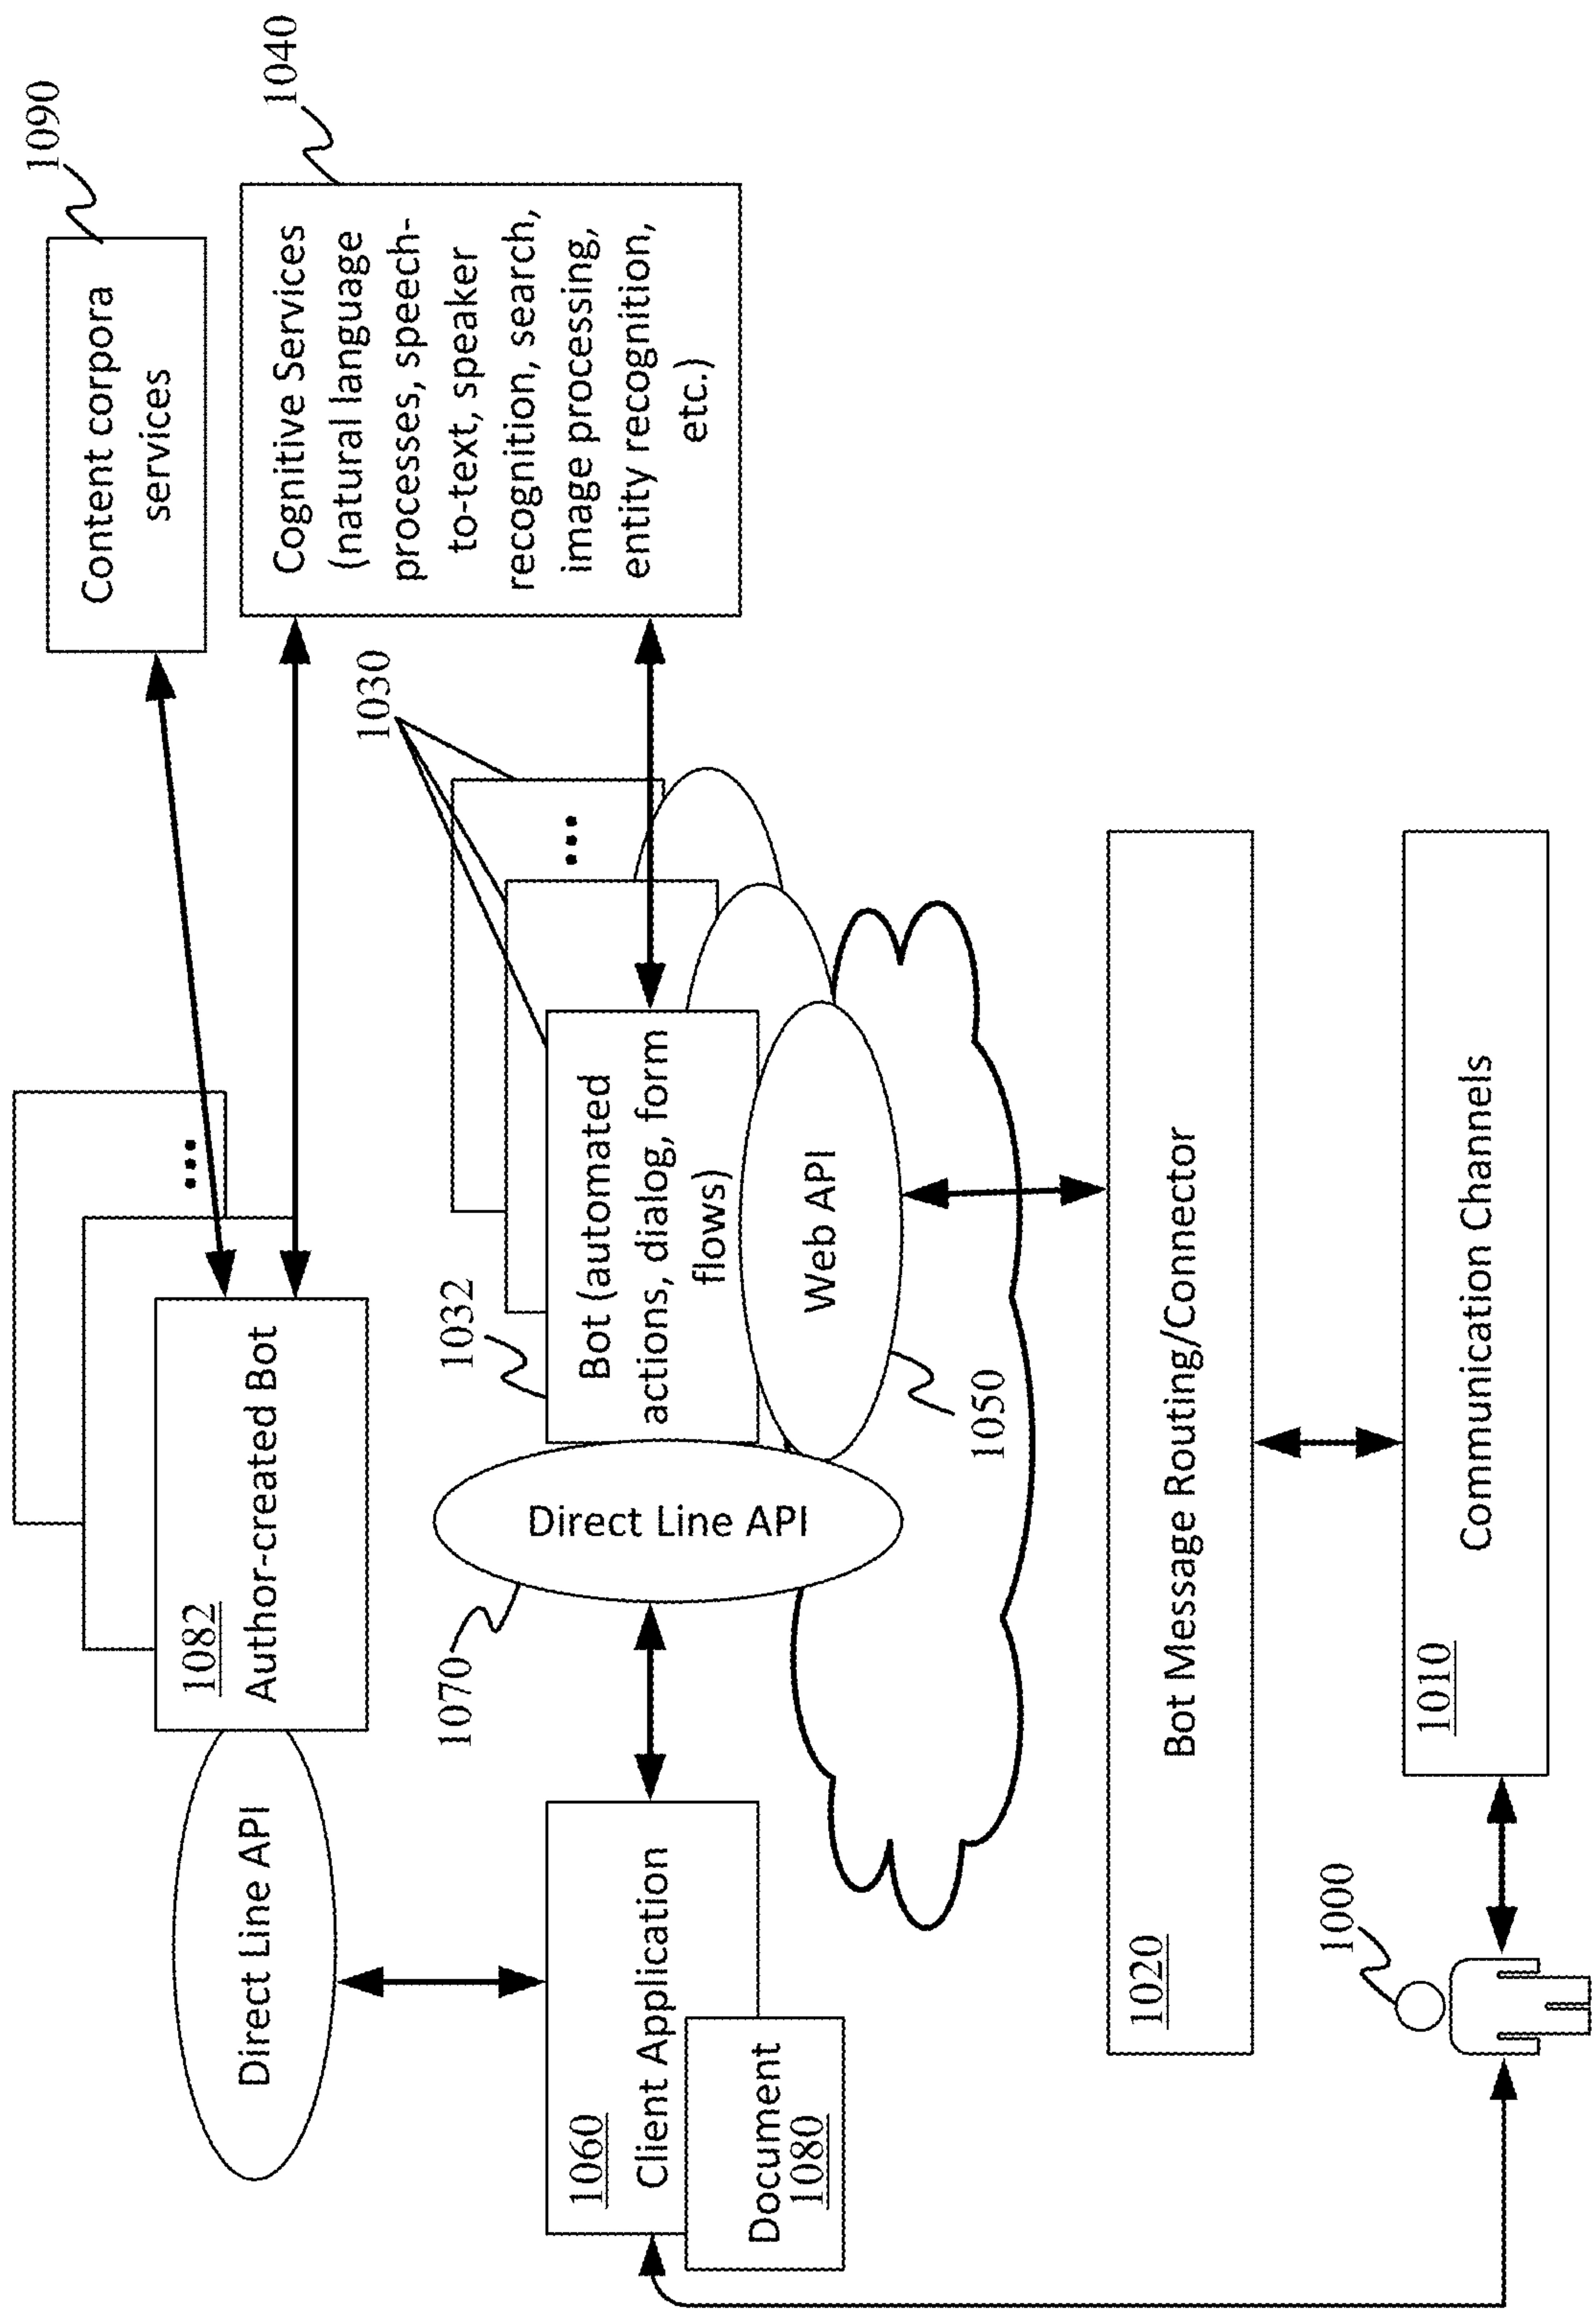 1090
Content corpora
services
1040
Cognitive Services
(natural language
processes, speech-
to-text, speaker
recognition, search,
image processing,
entity recognition,
etc.)
...
1082
Author-created Bot
Direct Line API
1030
...
1032
Bot (automated
actions, dialog, form
flows)
Web API
1050
1070
Direct Line API
1060
Client Application
Document
1080
1020
Bot Message Routing/Connector
1010
Communication Channels
1000